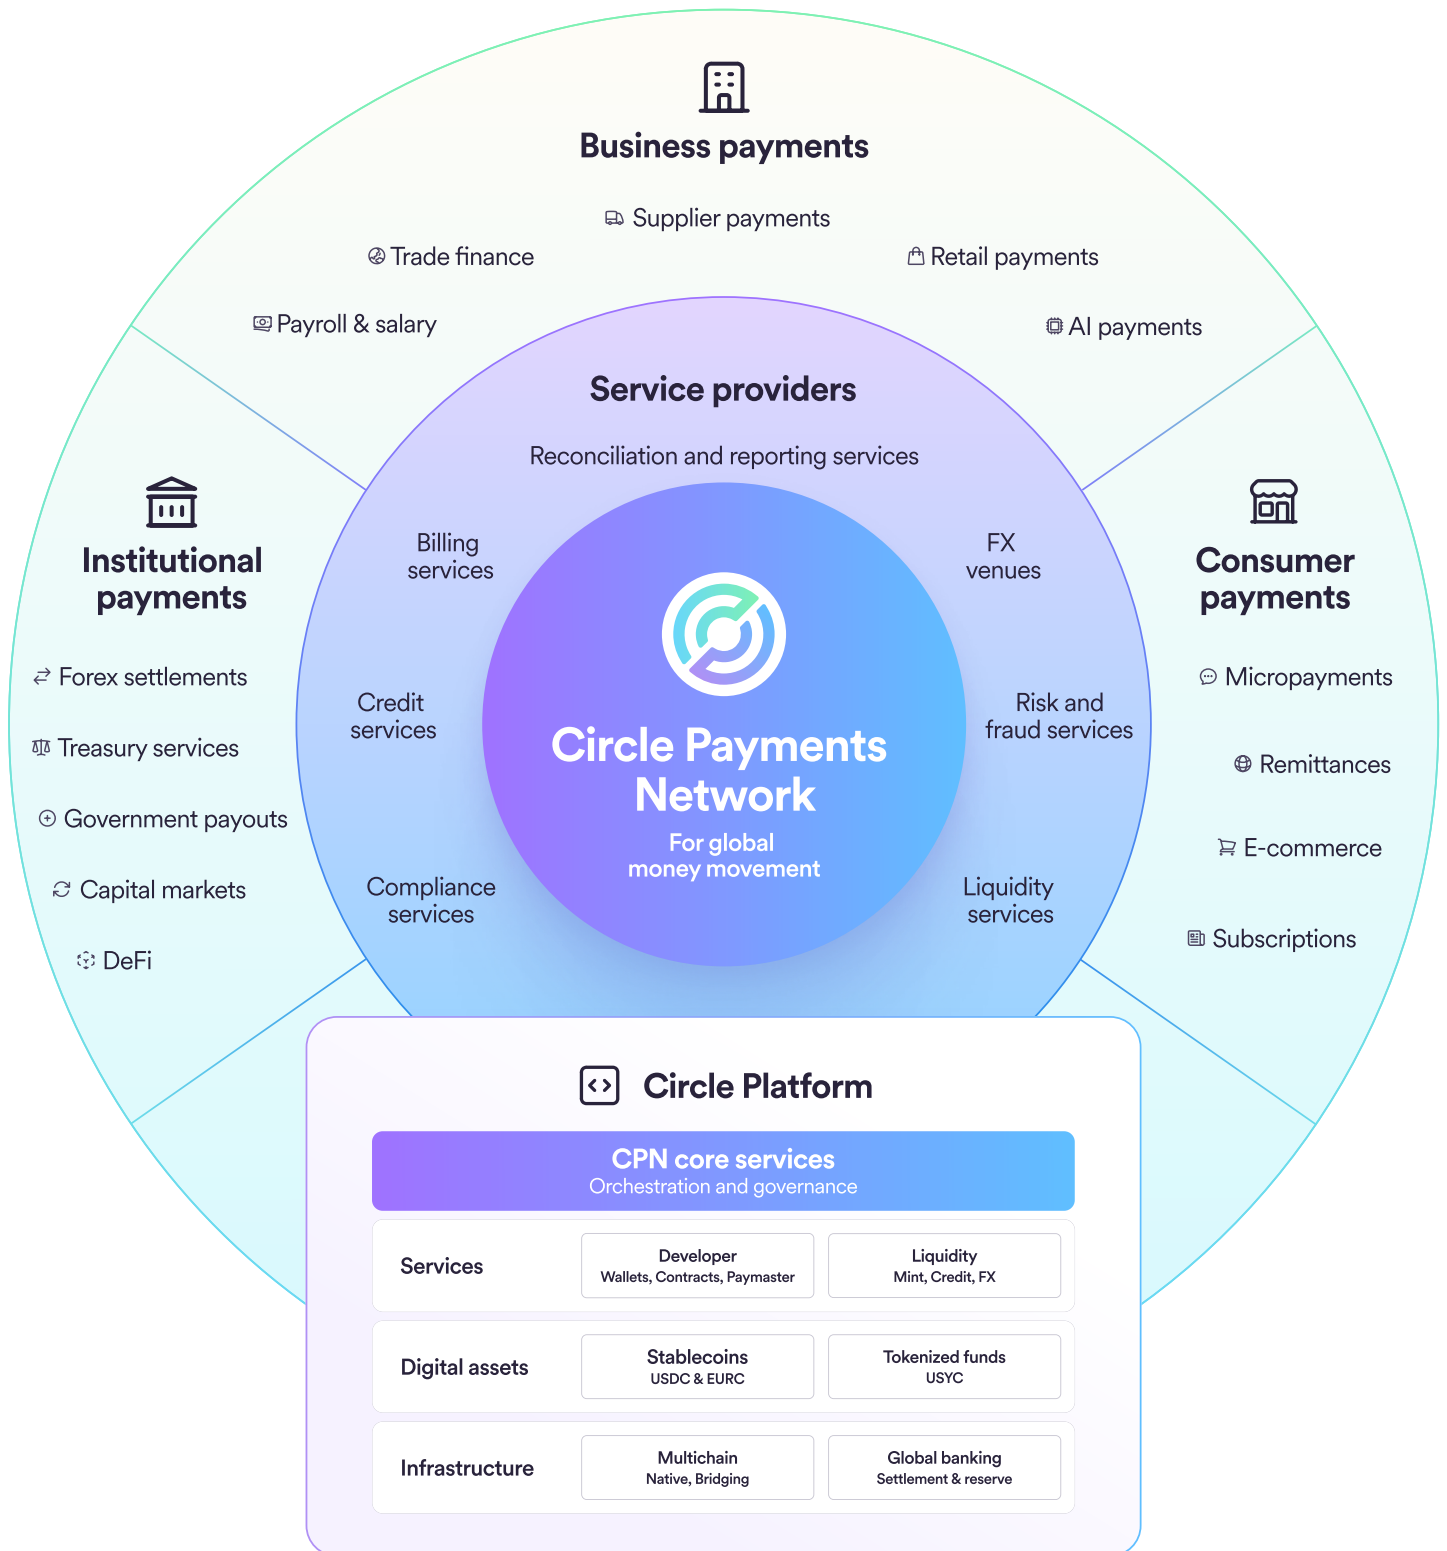 Business payments
Supplier payments
Trade finance
Retail payments
Payroll & salary
AI payments
Service providers
Reconciliation and reporting services
Billing
services
FX
venues
Credit
services
Risk and
fraud services
Compliance
services
Liquidity
services
Circle Payments
Network
For global
money movement
Institutional
payments
Forex settlements
Treasury services
Government payouts
Capital markets
DeFi
Consumer
payments
Micropayments
Remittances
E-commerce
Subscriptions
Circle Platform
CPN core services
Orchestration and governance
Services
Developer
Wallets, Contracts, Paymaster
Liquidity
Mint, Credit, FX
Digital assets
Stablecoins
USDC & EURC
Tokenized funds
USYC
Infrastructure
Multichain
Native, Bridging
Global banking
Settlement & reserve